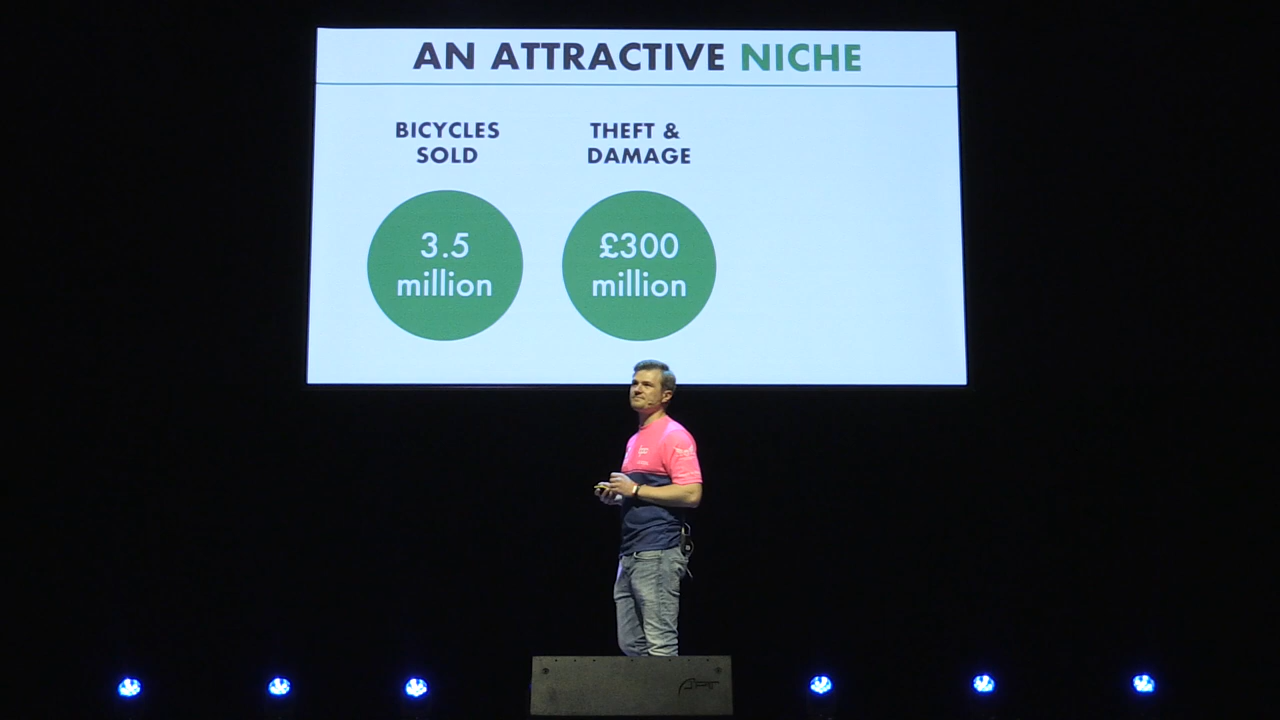 AN ATTRACTIVE NICHE
BICYCLES
SOLD
THEFT &
DAMAGE
3.5
million
£300
million